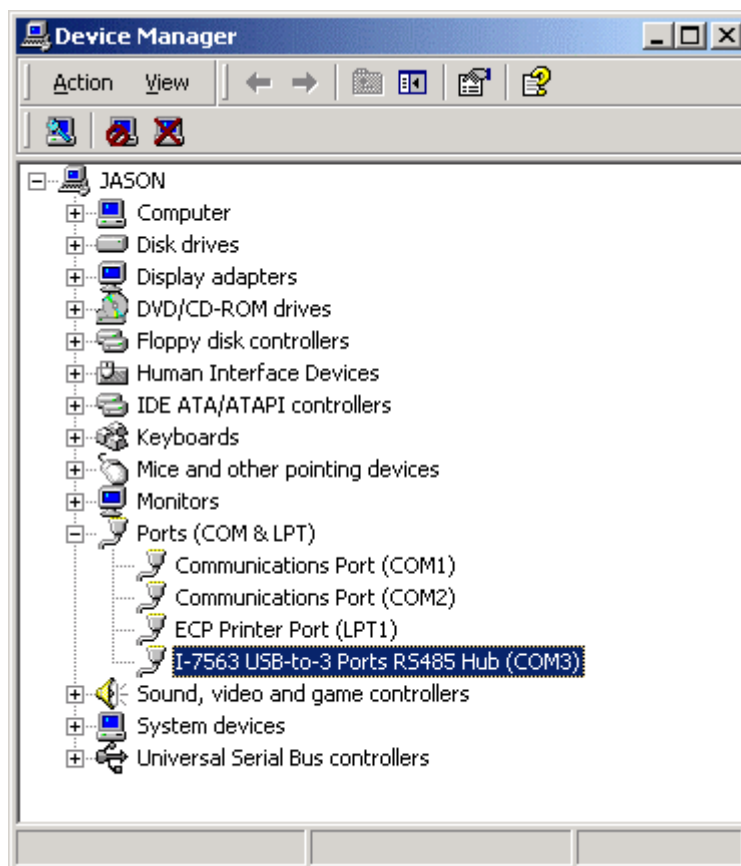 Device Manager
Action View
JASON
Computer
Disk drives
Display adapters
DVD/CD-ROM drives
Floppy disk controllers
Human Interface Devices
IDE ATA/ATAPI controllers
Keyboards
Mice and other pointing devices
Monitors
Ports (COM & LPT)
Communications Port (COM1)
Communications Port (COM2)
ECP Printer Port (LPT1)
I-7563 USB-to-3 Ports RS485 Hub (COM3)
Sound, video and game controllers
System devices
Universal Serial Bus controllers